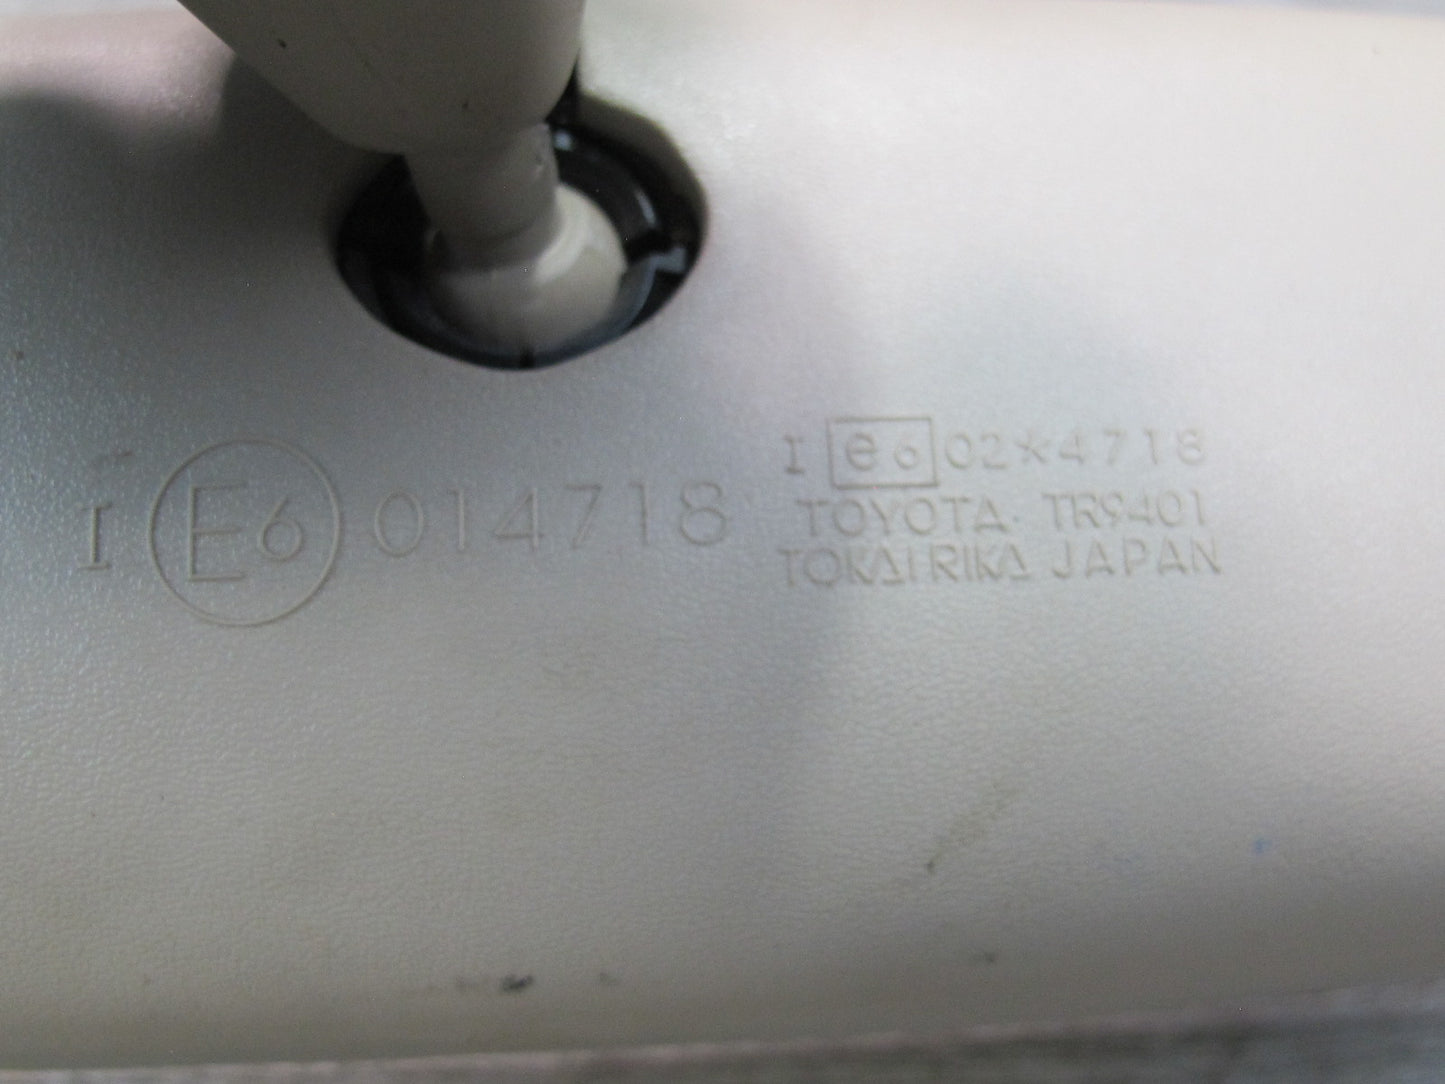 I E6 014718
I e6 02*4718
TOYOTA TR9401
TOKAI RIKA JAPAN